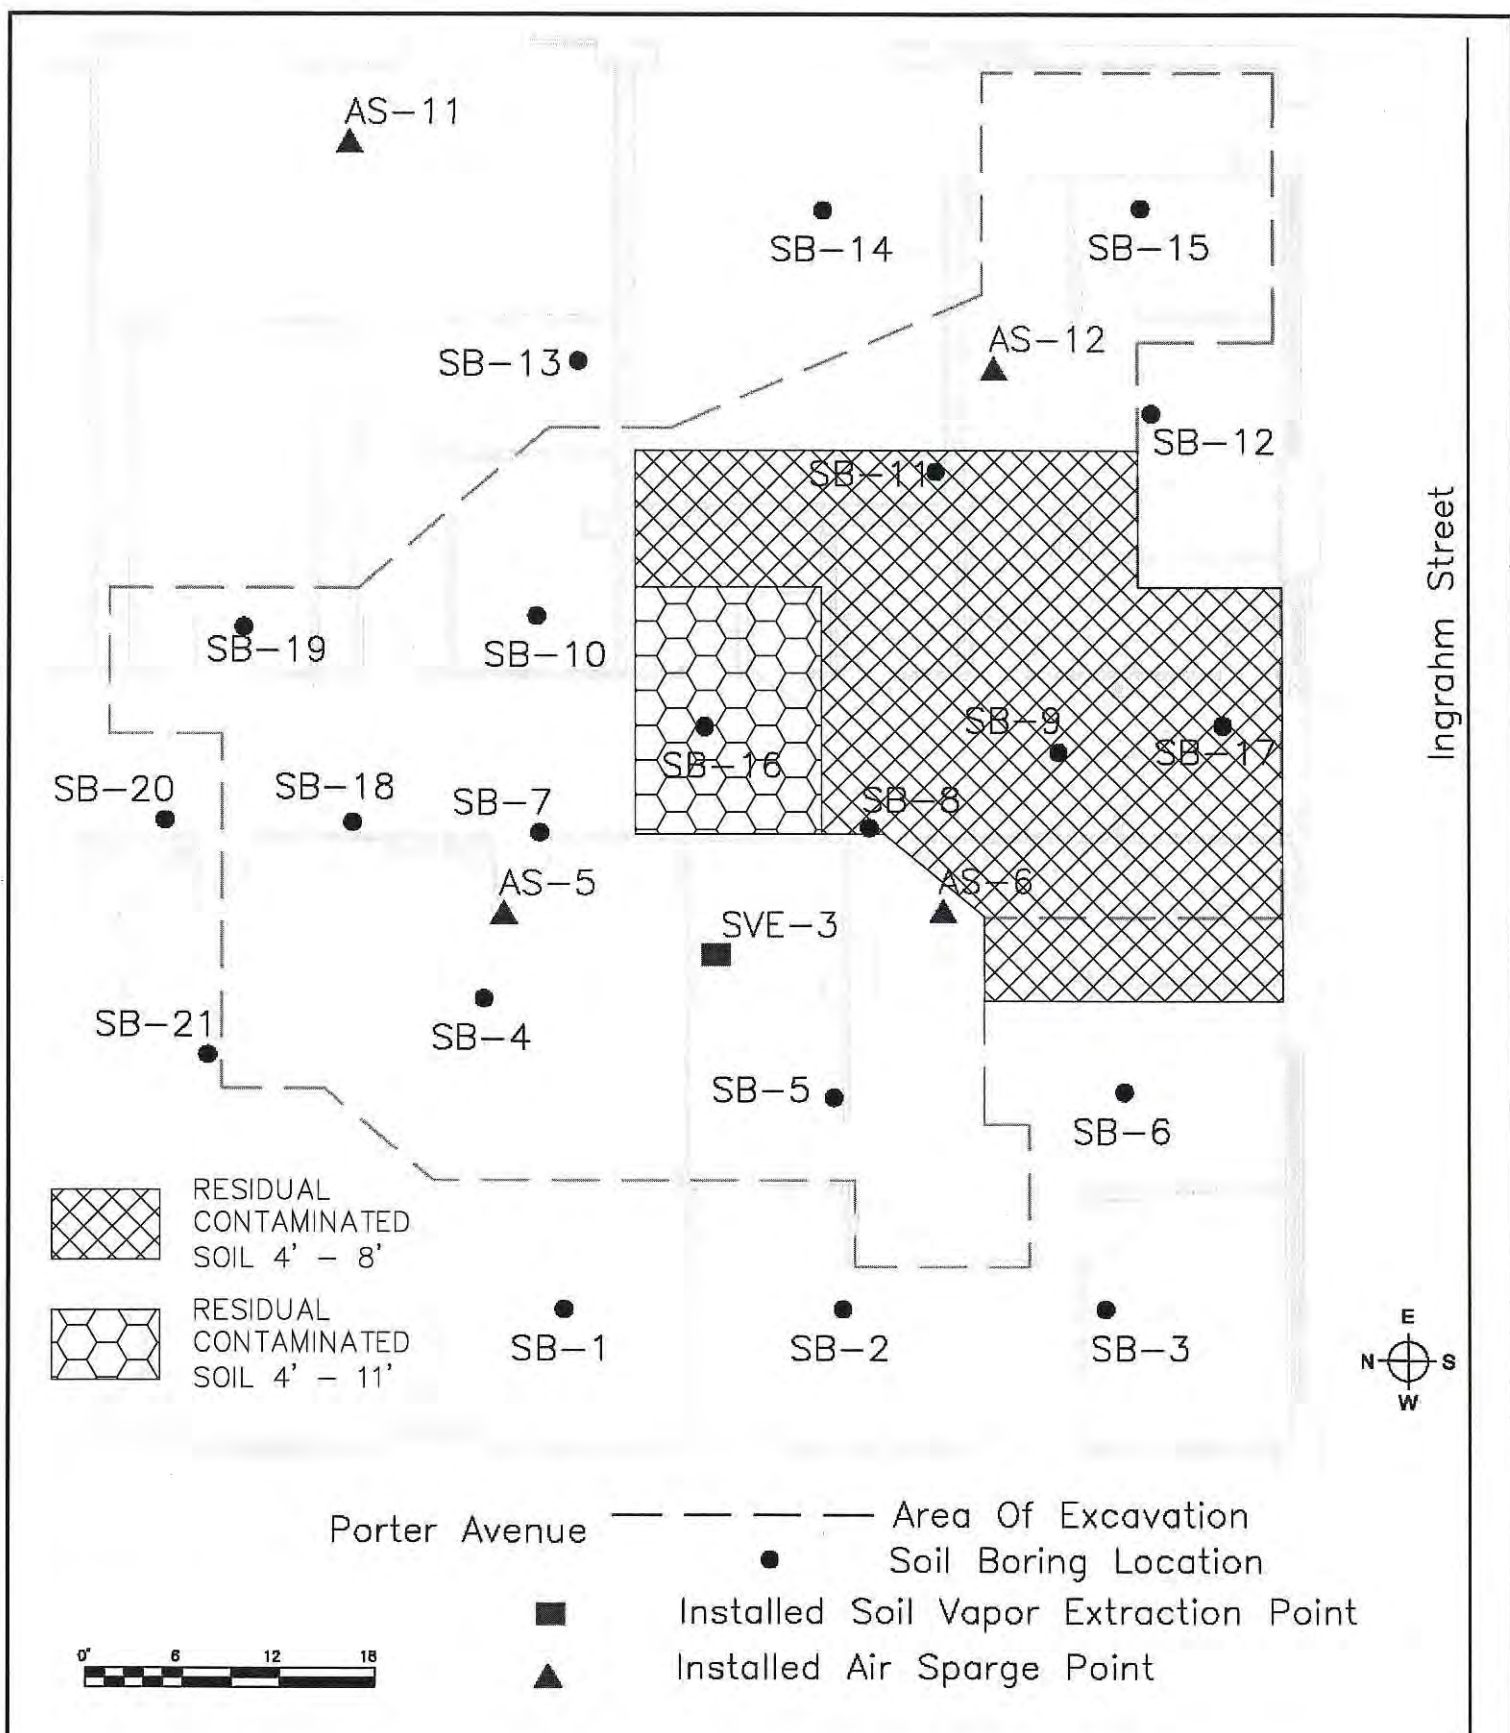 AS-11
SB-14
SB-15
SB-13
AS-12
SB-12
SB-11
Ingrahm Street
SB-19
SB-10
SB-9
SB-16
SB-17
SB-20
SB-18
SB-7
SB-8
AS-5
AS-6
SVE-3
SB-21
SB-4
SB-5
SB-6
RESIDUAL
CONTAMINATED
SOIL 4' - 8'
RESIDUAL
CONTAMINATED
SOIL 4' - 11'
SB-1
SB-2
SB-3
E
N
S
W
Porter Avenue
Area Of Excavation
Soil Boring Location
Installed Soil Vapor Extraction Point
Installed Air Sparge Point
0" 6 12 18